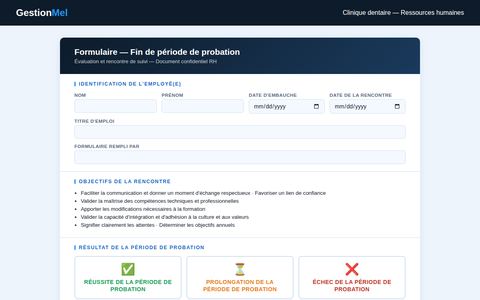 GestionMel
Clinique dentaire — Ressources humaines
Formulaire — Fin de période de probation
Évaluation et rencontre de suivi — Document confidentiel RH
IDENTIFICATION DE L'EMPLOYÉ(E)
NOM PRÉNOM DATE D'EMBAUCHE DATE DE LA RENCONTRE
mm/dd/yyyy mm/dd/yyyy
TITRE D'EMPLOI
FORMULAIRE REMPLI PAR
OBJECTIFS DE LA RENCONTRE
• Faciliter la communication et donner un moment d'échange respectueux · Favoriser un lien de confiance
• Valider la maîtrise des compétences techniques et professionnelles
• Apporter les modifications nécessaires à la formation
• Valider la capacité d'intégration et d'adhésion à la culture et aux valeurs
• Signifier clairement les attentes · Déterminer les objectifs annuels
RÉSULTAT DE LA PÉRIODE DE PROBATION
RÉUSSITE DE LA PÉRIODE DE
PROBATION
PROLONGATION DE LA
PÉRIODE DE PROBATION
ÉCHEC DE LA PÉRIODE DE
PROBATION